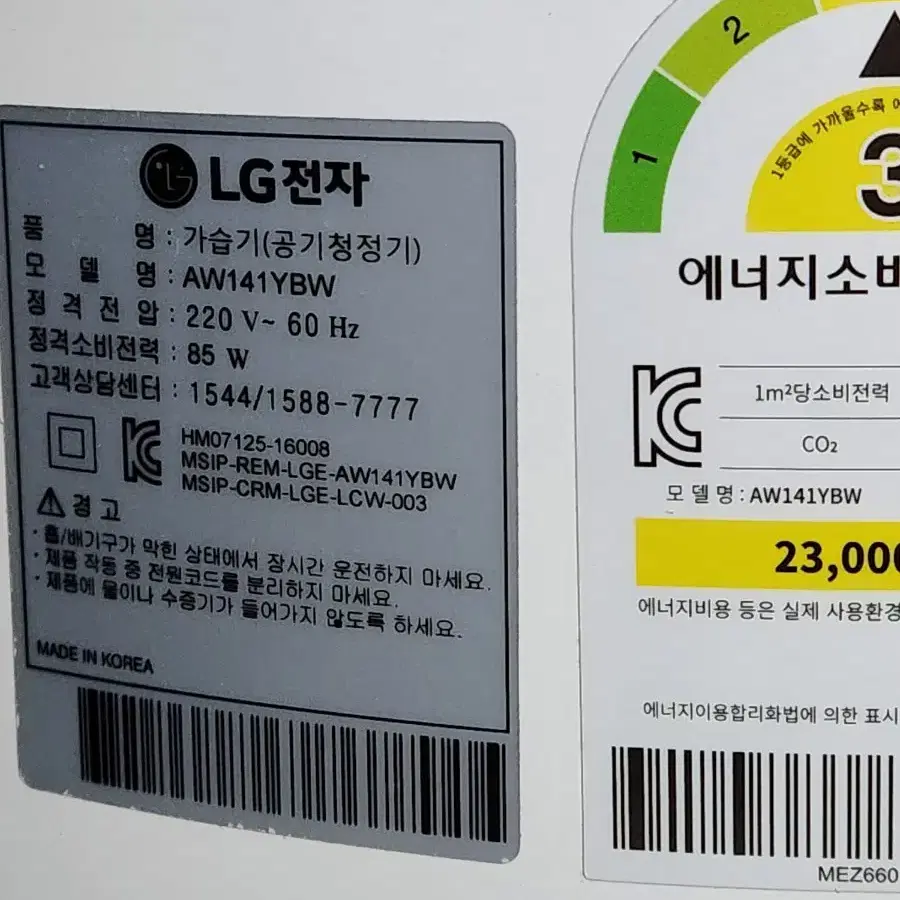 LG전자
품 명 : 가습기(공기청정기)
모 델 명 : AW141YBW
정 격 전 압 : 220 V~ 60 Hz
정격소비전력 : 85 W
고객상담센터 : 1544/1588-7777
HM07125-16008
MSIP-REM-LGE-AW141YBW
MSIP-CRM-LGE-LCW-003
경 고
· 흡/배기구가 막힌 상태에서 장시간 운전하지 마세요.
· 제품 작동 중 전원코드를 분리하지 마세요.
· 제품에 물이나 수증기가 들어가지 않도록 하세요.
MADE IN KOREA
1
2
1등급에 가까울수록
3
에너지소비
1m²당소비전력
CO₂
모 델 명 : AW141YBW
23,000
에너지비용 등은 실제 사용환경
에너지이용합리화법에 의한 표시
MEZ660